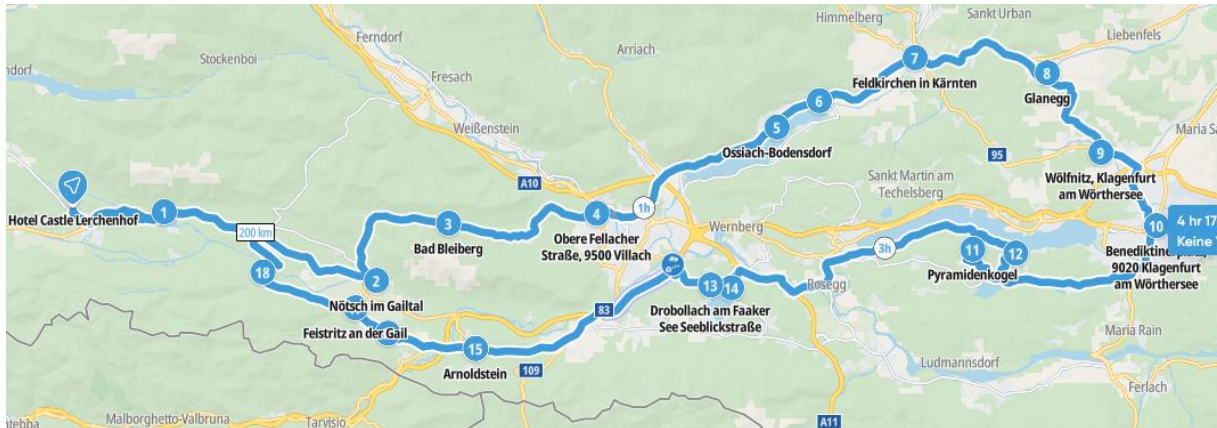 Himmelberg
Sankt Urban
Ferndorf
Arriach
Liebenfels
Stockenboi
Fresach
7
Feldkirchen in Kärnten
8
Glanegg
6
5
Ossiach-Bodensdorf
Weißenstein
95
9
Wölfnitz, Klagenfurt
am Wörthersee
Maria Sa
A10
Sankt Martin am
Techelsberg
Hotel Castle Lerchenhof
1
200 km
3
Bad Bleiberg
4
Obere Fellacher
Straße, 9500 Villach
1h
Wernberg
10
4 hr 17
Keine
3h
11
12
Pyramidenkogel
9020 Klagenfurt
am Wörthersee
18
2
Nötsch im Gailtal
13
14
Rosegg
Drobollach am Faaker
See Seeblickstraße
83
Feistritz an der Gail
15
Arnoldstein
109
Maria Rain
Ludmannsdorf
Ferlach
Malborghetto-Valbruna
Tarvisio
A11